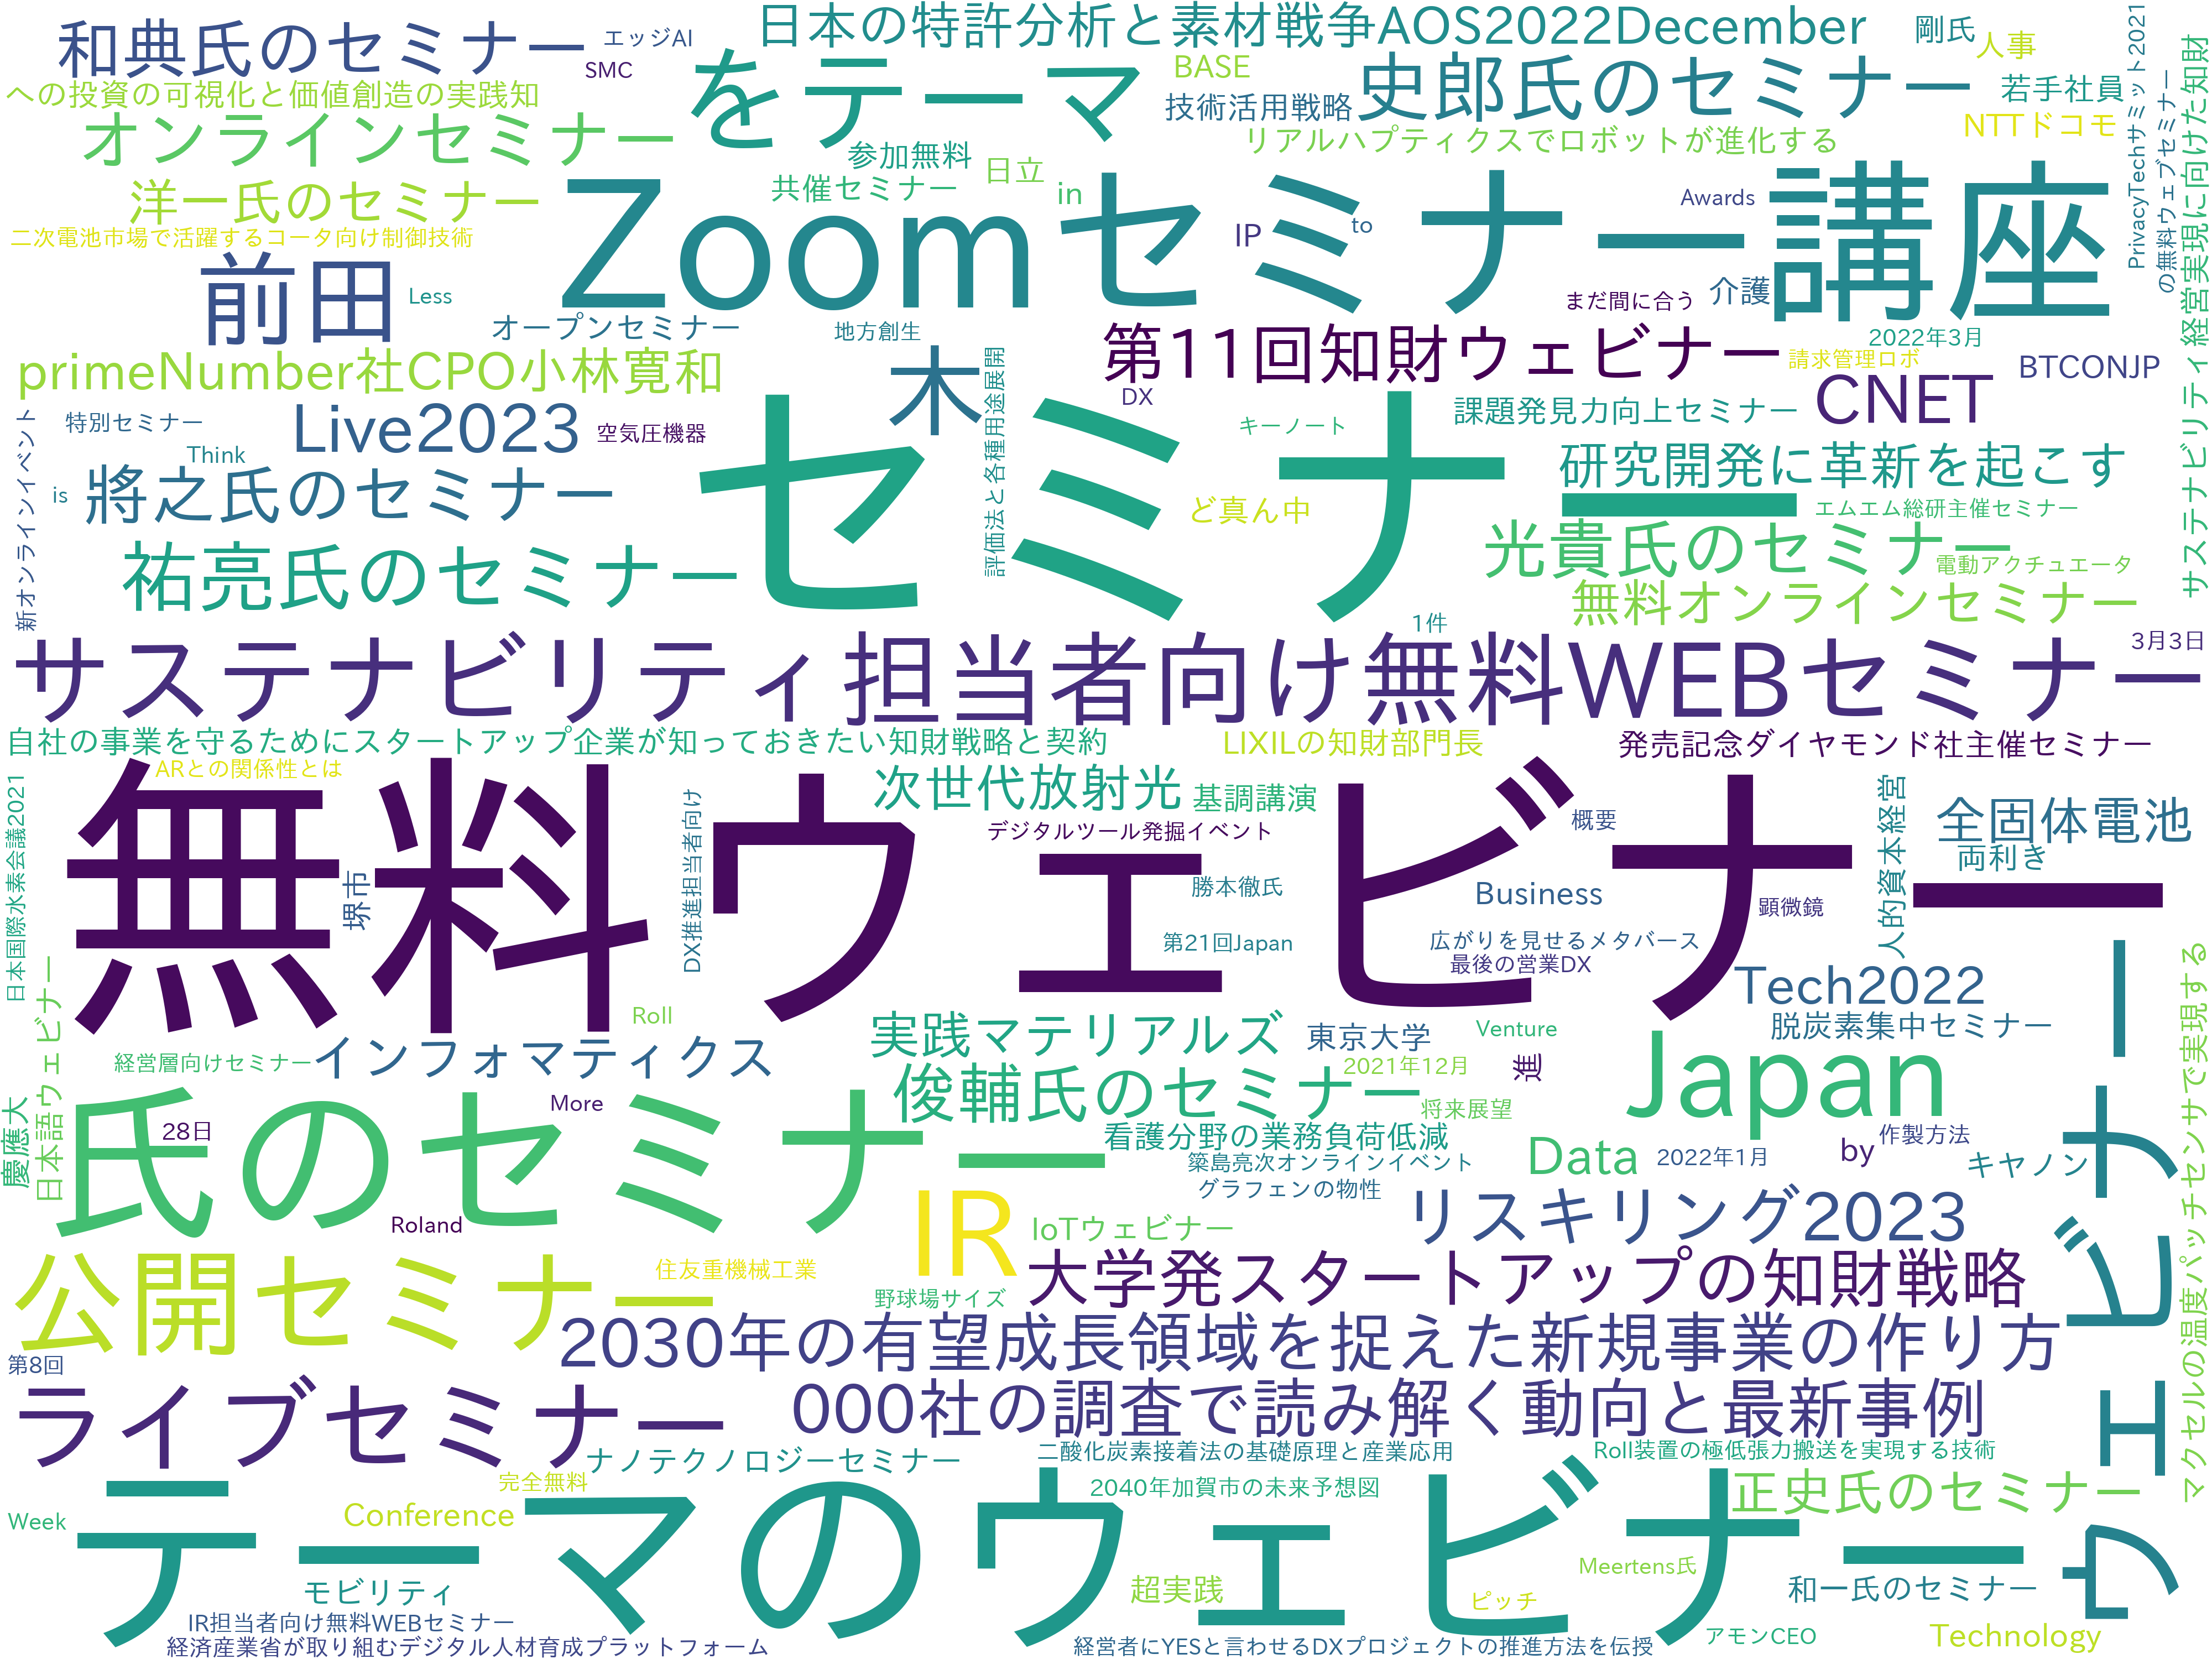 和典氏のセミナー
エッジAI
SMC
日本の特許分析と素材戦争AOS2022December
剛氏
人事
への投資の可視化と価値創造の実践知
をテーマ
BASE
史郎氏のセミナー
若手社員
技術活用戦略
NTTドコモ
オンラインセミナー
参加無料
リアルハプティクスでロボットが進化する
PrivacyTechサミット2021
の無料ウェブセミナー
サステナビリティ経営実現に向けた知財
洋一氏のセミナー
共催セミナー
日立
in
Zoomセミナー
講座
Awards
IP
to
二次電池市場で活躍するコータ向け制御技術
前田
Less
オープンセミナー
地方創生
まだ間に合う
介護
第11回知財ウェビナー
2022年3月
請求管理ロボ
BTCONJP
primeNumber社CPO小林寛和
木
評価法と各種用途展開
DX
CNET
特別セミナー
Live2023
空気圧機器
キーノート
課題発見力向上セミナー
Think
新オンラインイベント
is
將之氏のセミナー
セミナー
研究開発に革新を起こす
ど真ん中
エムエム総研主催セミナー
祐亮氏のセミナー
光貴氏のセミナー
電動アクチュエータ
無料オンラインセミナー
1件
サステナビリティ担当者向け無料WEBセミナー
3月3日
自社の事業を守るためにスタートアップ企業が知っておきたい知財戦略と契約
LIXILの知財部門長
発売記念ダイヤモンド社主催セミナー
ARとの関係性とは
次世代放射光
基調講演
人的資本経営
全固体電池
日本国際水素会議2021
無料ウェビナー
堺市
DX推進担当者向け
デジタルツール発掘イベント
概要
両利き
勝本徹氏
Business
顕微鏡
第21回Japan
広がりを見せるメタバース
最後の営業DX
Tech2022
日本語ウェビナー
Roll
実践マテリアルズ
東京大学
Venture
脱炭素集中セミナー
経営層向けセミナー
インフォマティクス
2021年12月
進
Japan
ウェビナー
マクセルの温度パッチセンサで実現する
慶應大
28日
More
俊輔氏のセミナー
将来展望
氏のセミナー
看護分野の業務負荷低減
Data
2022年1月
by
作製方法
キヤノン
築島亮次オンラインイベント
グラフェンの物性
Roland
IR
IoTウェビナー
リスキリング2023
公開セミナー
住友重機械工業
野球場サイズ
大学発スタートアップの知財戦略
第8回
2030年の有望成長領域を捉えた新規事業の作り方
ライブセミナー
000社の調査で読み解く動向と最新事例
ナノテクノロジーセミナー
二酸化炭素接着法の基礎原理と産業応用
Roll装置の極低張力搬送を実現する技術
完全無料
2040年加賀市の未来予想図
正史氏のセミナー
Week
Conference
テーマのウェビナー
Meertens氏
モビリティ
超実践
ピッチ
和一氏のセミナー
IR担当者向け無料WEBセミナー
経済産業省が取り組むデジタル人材育成プラットフォーム
経営者にYESと言わせるDXプロジェクトの推進方法を伝授
アモンCEO
Technology